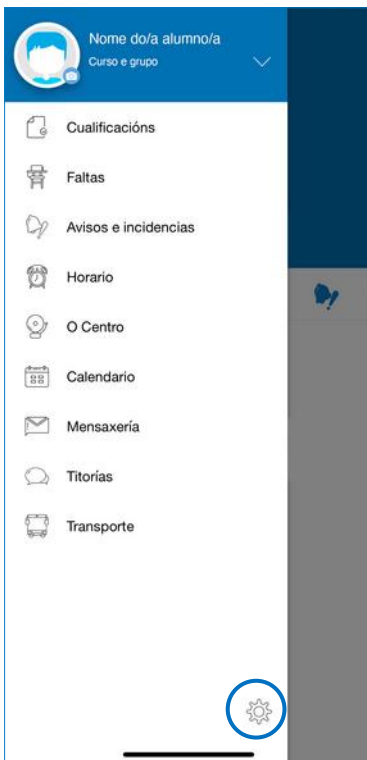 Nome do/a alumno/a
Curso e grupo
Cualificacións
Faltas
Avisos e incidencias
Horario
O Centro
Calendario
Mensaxería
Titorías
Transporte